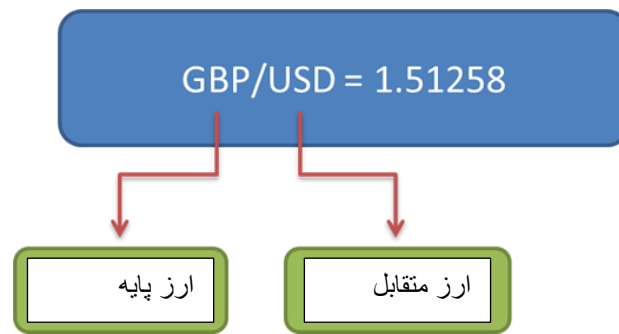 GBP/USD = 1.51258
ارز پایه
ارز متقابل